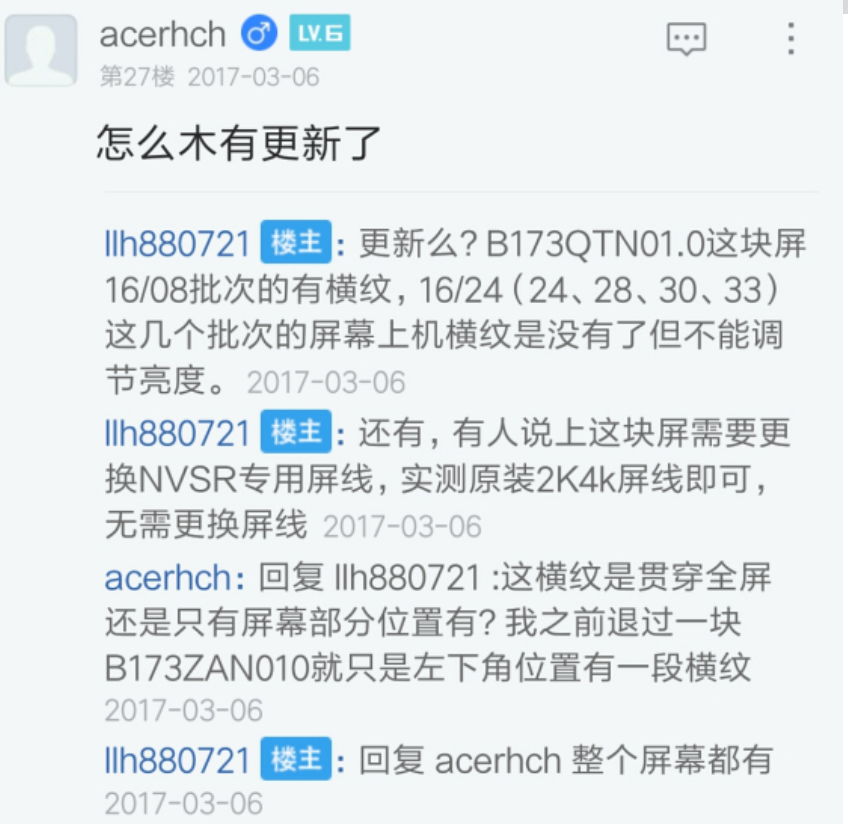 acerhch LV.6
第27楼 2017-03-06
怎么木有更新了
llh880721 楼主：更新么？B173QTN01.0这块屏
16/08批次的有横纹，16/24（24、28、30、33）
这几个批次的屏幕上机横纹是没有了但不能调
节亮度。 2017-03-06
llh880721 楼主：还有，有人说上这块屏需要更
换NVSR专用屏线，实测原装2K4k屏线即可，
无需更换屏线 2017-03-06
acerhch：回复 llh880721 :这横纹是贯穿全屏
还是只有屏幕部分位置有？我之前退过一块
B173ZAN010就只是左下角位置有一段横纹
2017-03-06
llh880721 楼主：回复 acerhch 整个屏幕都有
2017-03-06